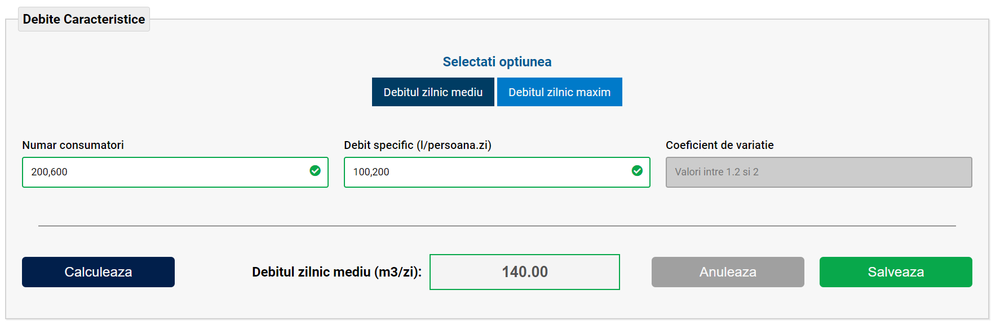 Debite Caracteristice
Selectati optiunea
Debitul zilnic mediu Debitul zilnic maxim
Numar consumatori Debit specific (l/persoana.zi) Coeficient de variatie
200,600 100,200 Valori intre 1.2 si 2
Calculeaza Debitul zilnic mediu (m3/zi): 140.00 Anuleaza Salveaza